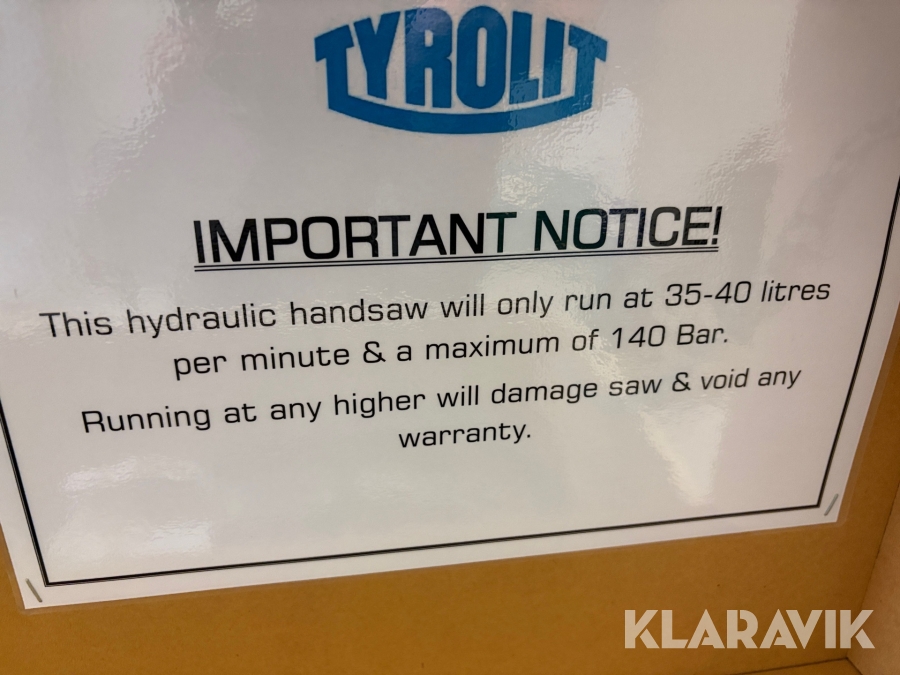 TYROLIT
IMPORTANT NOTICE!
This hydraulic handsaw will only run at 35-40 litres
per minute & a maximum of 140 Bar.
Running at any higher will damage saw & void any
warranty.
KLARAVIK